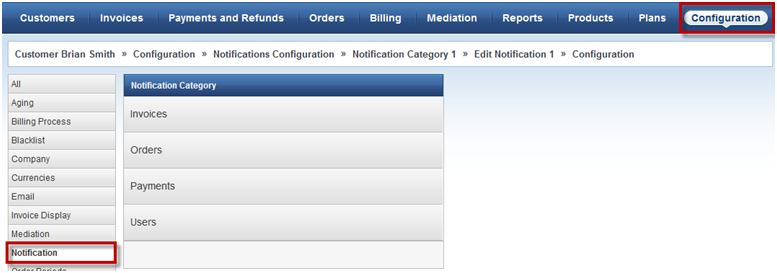 Customers Invoices Payments and Refunds Orders Billing Mediation Reports Products Plans Configuration
Customer Brian Smith » Configuration » Notifications Configuration » Notification Category 1 » Edit Notification 1 » Configuration
All
Aging
Billing Process
Blacklist
Company
Currencies
Email
Invoice Display
Mediation
Notification
Order Periods
Notification Category
Invoices
Orders
Payments
Users